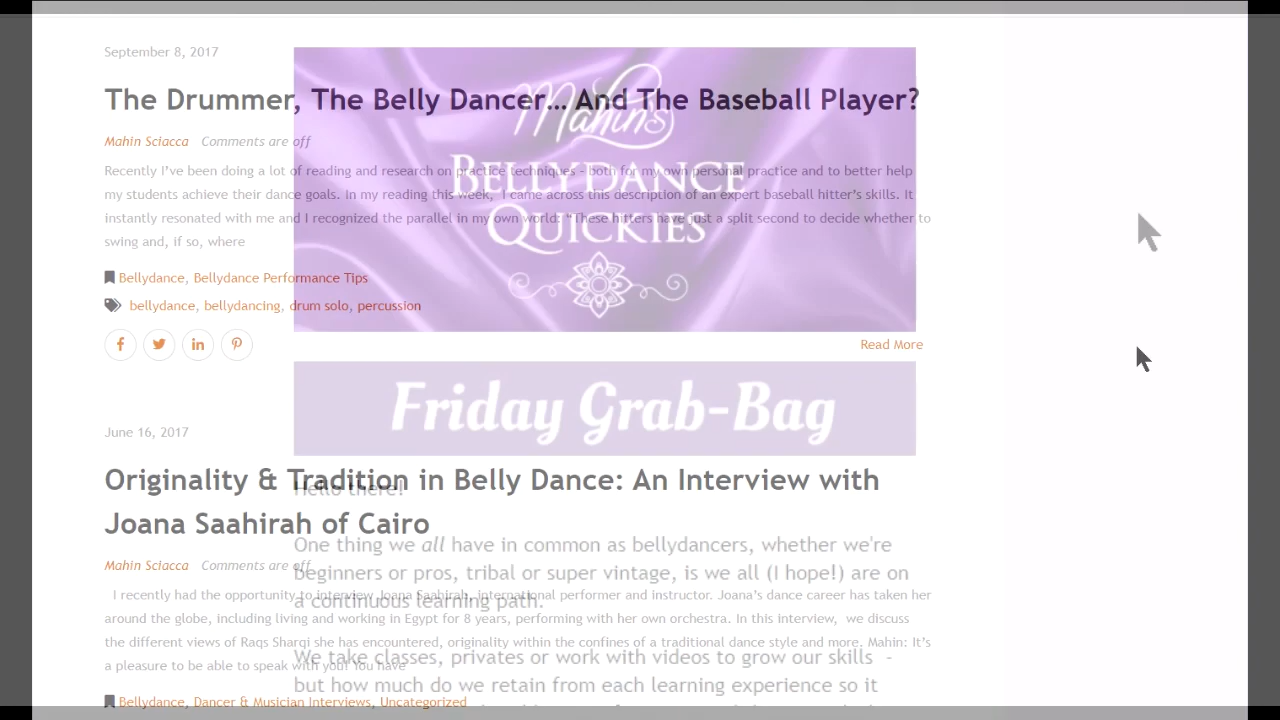 September 8, 2017
The Drummer, The Belly Dancer… And The Baseball Player?
Mahin Sciacca Comments are off
Recently I've been doing a lot of reading and research on practice techniques – both for my own personal practice and to better help
my students achieve their dance goals. In my reading this week, I came across this description of an expert baseball hitter's skills. It
instantly resonated with me and I recognized the parallel in my own world: "These hitters have just a split second to decide whether to
swing and, if so, where
Bellydance, Bellydance Performance Tips
bellydance, bellydancing, drum solo, percussion
Read More
Mahin's
BELLYDANCE
QUICKIES
Friday Grab-Bag
June 16, 2017
Originality & Tradition in Belly Dance: An Interview with
Joana Saahirah of Cairo
Mahin Sciacca Comments are off
I recently had the opportunity to interview Joana Saahirah, international performer and instructor. Joana's dance career has taken her
around the globe, including living and working in Egypt for 8 years, performing with her own orchestra. In this interview, we discuss
the different views of Raqs Sharqi she has encountered, originality within the confines of a traditional dance style and more. Mahin: It's
a pleasure to be able to speak with you! You have
Bellydance, Dancer & Musician Interviews, Uncategorized
Hello there!
One thing we all have in common as bellydancers, whether we're
beginners or pros, tribal or super vintage, is we all (I hope!) are on
a continuous learning path.
We take classes, privates or work with videos to grow our skills -
but how much do we retain from each learning experience so it